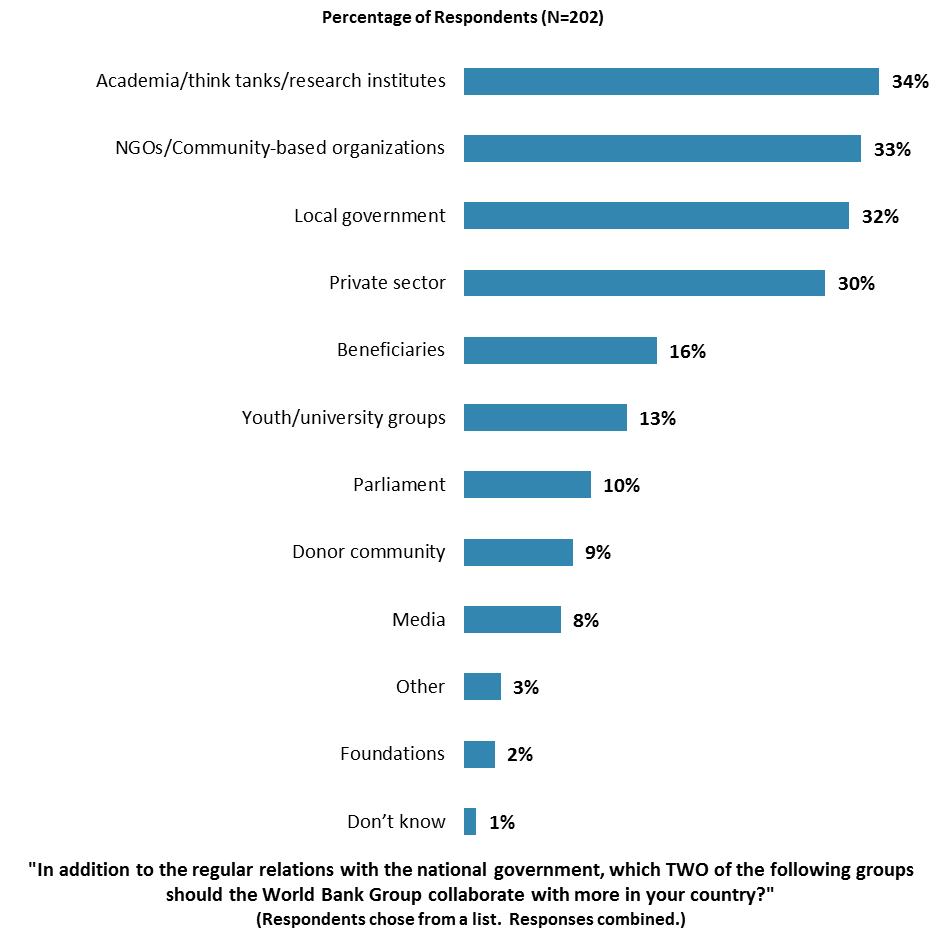 Percentage of Respondents (N=202)
Academia/think tanks/research institutes 34%
NGOs/Community-based organizations 33%
Local government 32%
Private sector 30%
Beneficiaries 16%
Youth/university groups 13%
Parliament 10%
Donor community 9%
Media 8%
Other 3%
Foundations 2%
Don’t know 1%
"In addition to the regular relations with the national government, which TWO of the following groups
should the World Bank Group collaborate with more in your country?"
(Respondents chose from a list.  Responses combined.)